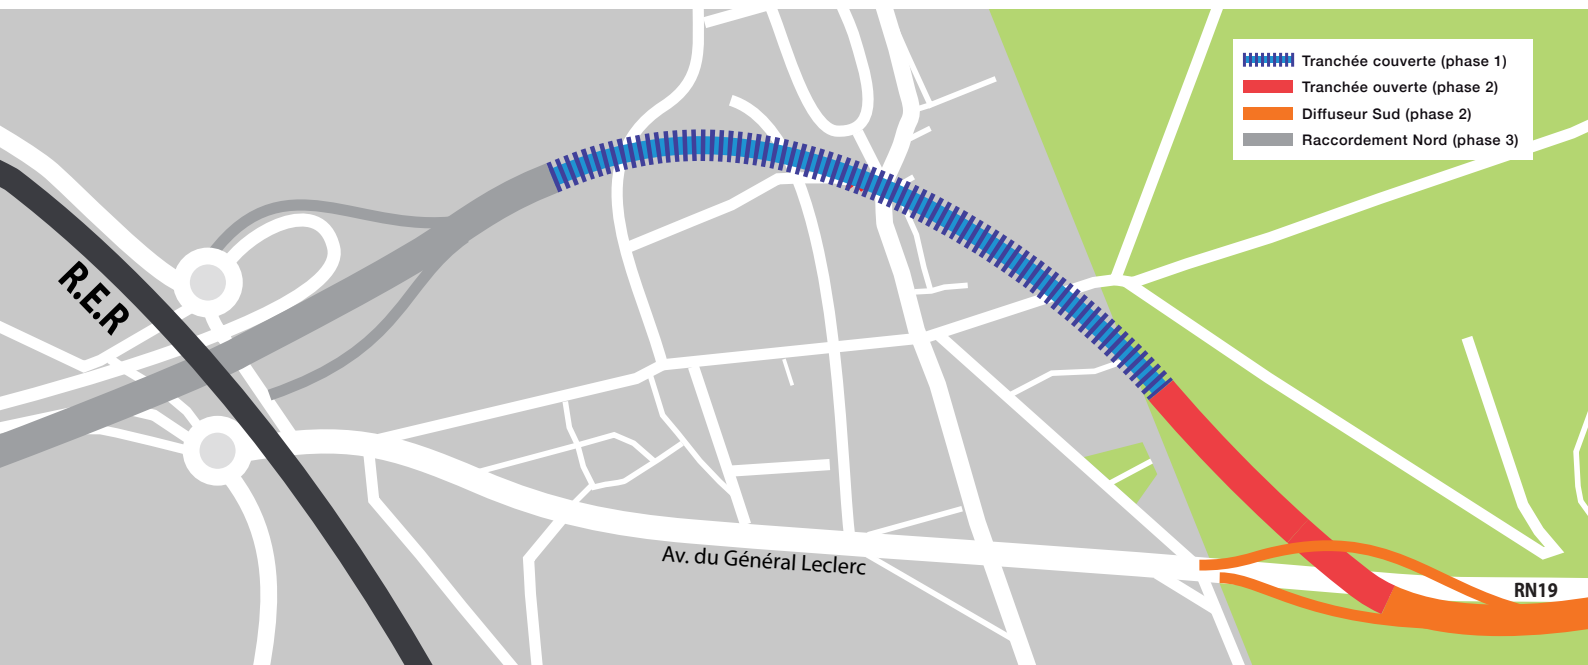 Tranchée couverte (phase 1)
Tranchée ouverte (phase 2)
Diffuseur Sud (phase 2)
Raccordement Nord (phase 3)
R.E.R
Av. du Général Leclerc
RN19